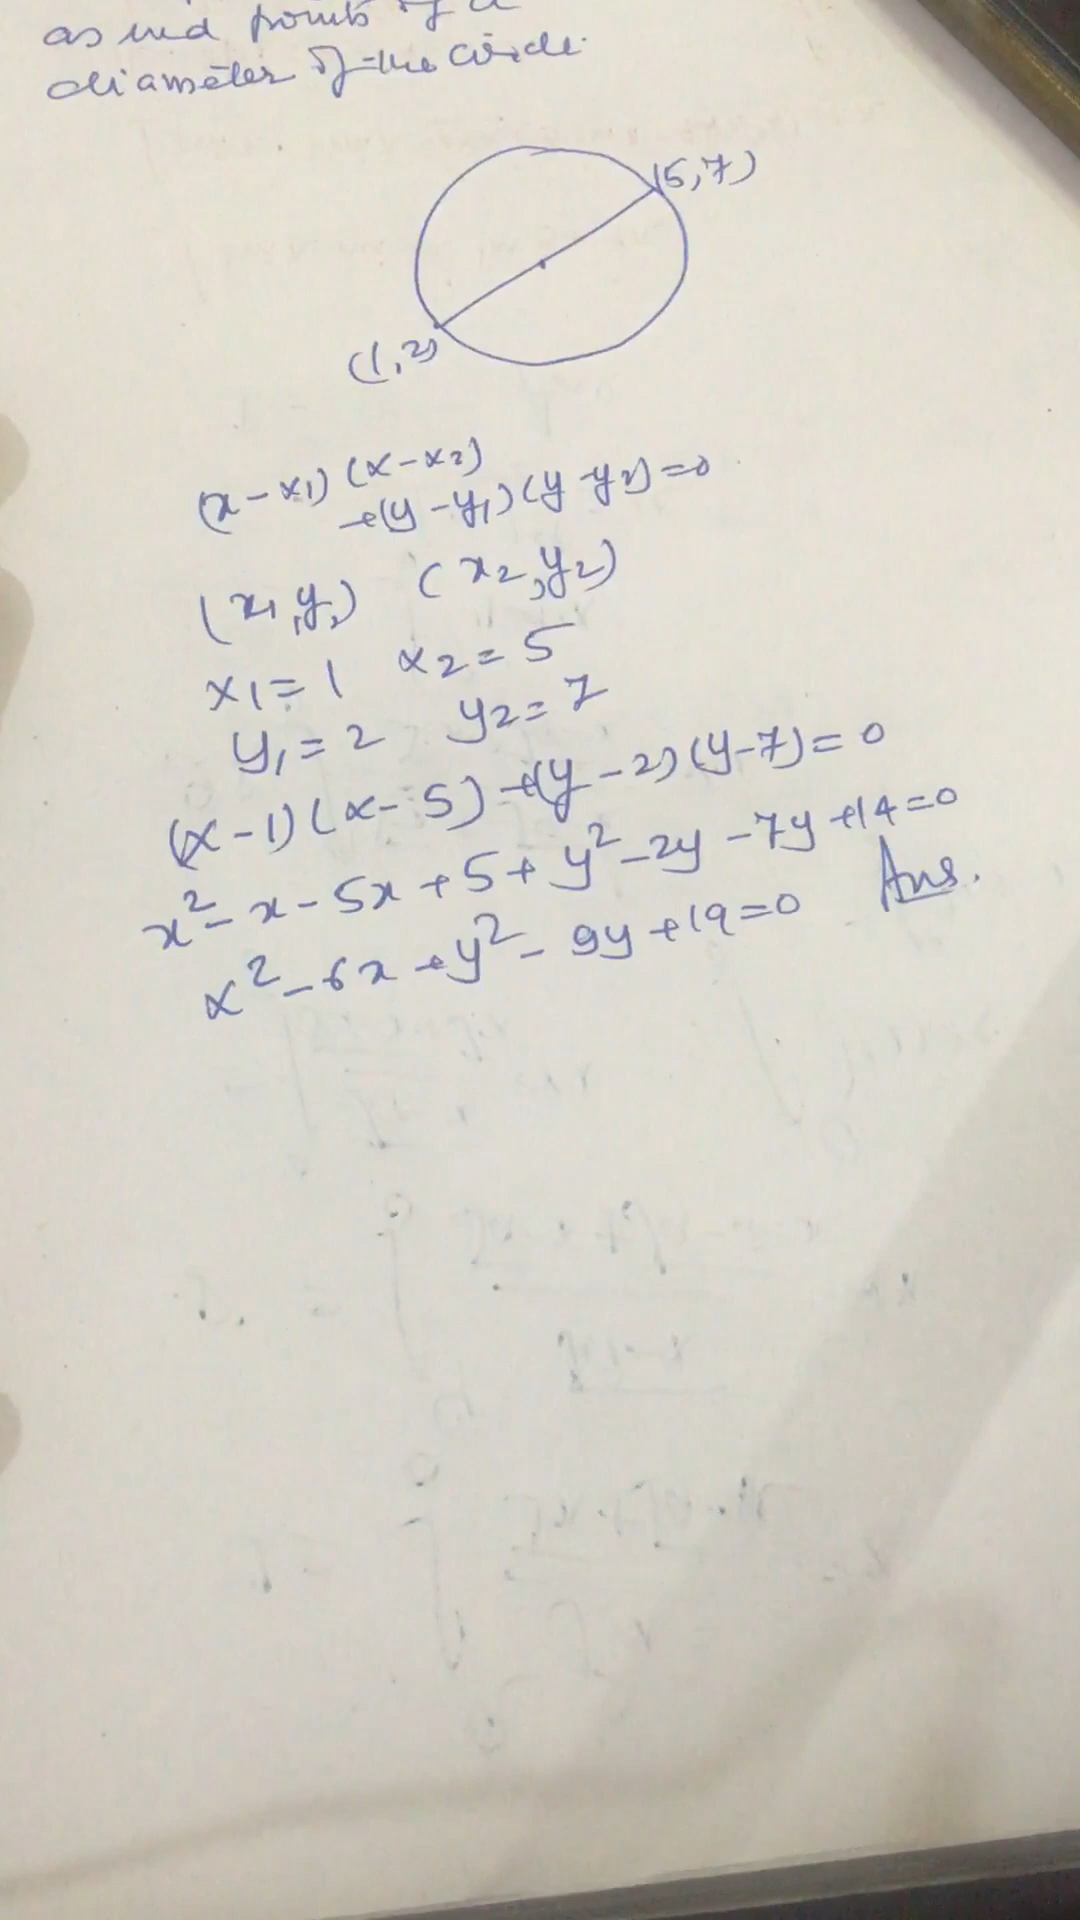 as end points of a
diameter of the circle.
(5,7)
(1,2)
(x-x1) (x-x2)
+(y-y1)(y-y2)=0
(x1,y1) (x2,y2)
x1=1 x2=5
y1=2 y2=7
(x-1)(x-5)+(y-2)(y-7)=0
x²-x-5x+5+y²-2y-7y+14=0
x²-6x+y²-9y+19=0 Ans.